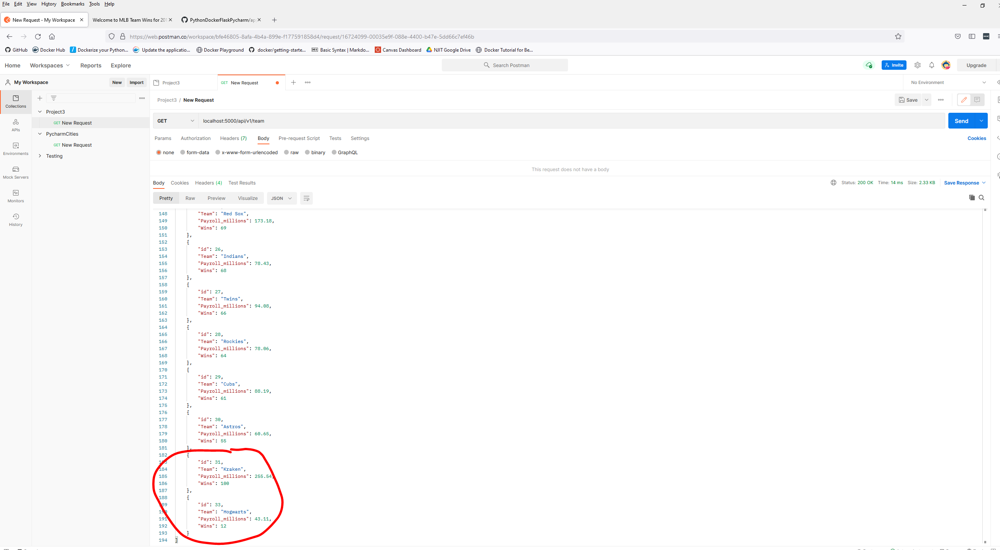 File Edit View History Bookmarks Tools Help
New Request - My Workspace
Welcome to MLB Team Wins for 201
PythonDockerFlaskPycharm/ap
https://web.postman.co/workspace/bfe46805-8afa-4b4a-899e-f177591858d4/request/16724099-00035e9f-088e-4400-b47e-5dd66c7ef46b
GitHub Docker Hub Dockerize your Python... Update the applicatio... Docker Playground docker/getting-starte... Basic Syntax | Markdo... Canvas Dashboard NJIT Google Drive Docker Tutorial for Be...
Home Workspaces Reports Explore Search Postman Invite Upgrade
My Workspace New Import Project3 GET New Request No Environment
Collections
APIs
Environments
Mock Servers
Monitors
History
Project3
GET New Request
PycharmCities
GET New Request
Testing
Project3 / New Request Save
GET localhost:5000/api/v1/team Send
Params Authorization Headers (7) Body Pre-request Script Tests Settings Cookies
none form-data x-www-form-urlencoded raw binary GraphQL
This request does not have a body
Body Cookies Headers (4) Test Results Status: 200 OK Time: 14 ms Size: 2.33 KB Save Response
Pretty Raw Preview Visualize JSON
148 "Team": "Red Sox",
149 "Payroll_millions": 173.18,
150 "Wins": 69
151 },
152 {
153 "id": 26,
154 "Team": "Indians",
155 "Payroll_millions": 78.43,
156 "Wins": 68
157 },
158 {
159 "id": 27,
160 "Team": "Twins",
161 "Payroll_millions": 94.08,
162 "Wins": 66
163 },
164 {
165 "id": 28,
166 "Team": "Rockies",
167 "Payroll_millions": 78.06,
168 "Wins": 64
169 },
170 {
171 "id": 29,
172 "Team": "Cubs",
173 "Payroll_millions": 88.19,
174 "Wins": 61
175 },
176 {
177 "id": 30,
178 "Team": "Astros",
179 "Payroll_millions": 60.65,
180 "Wins": 55
181 },
182 {
183 "id": 31,
184 "Team": "Kraken",
185 "Payroll_millions": 255.54,
186 "Wins": 100
187 },
188 {
189 "id": 33,
190 "Team": "Hogwarts",
191 "Payroll_millions": 43.11,
192 "Wins": 12
193 }
194 ]